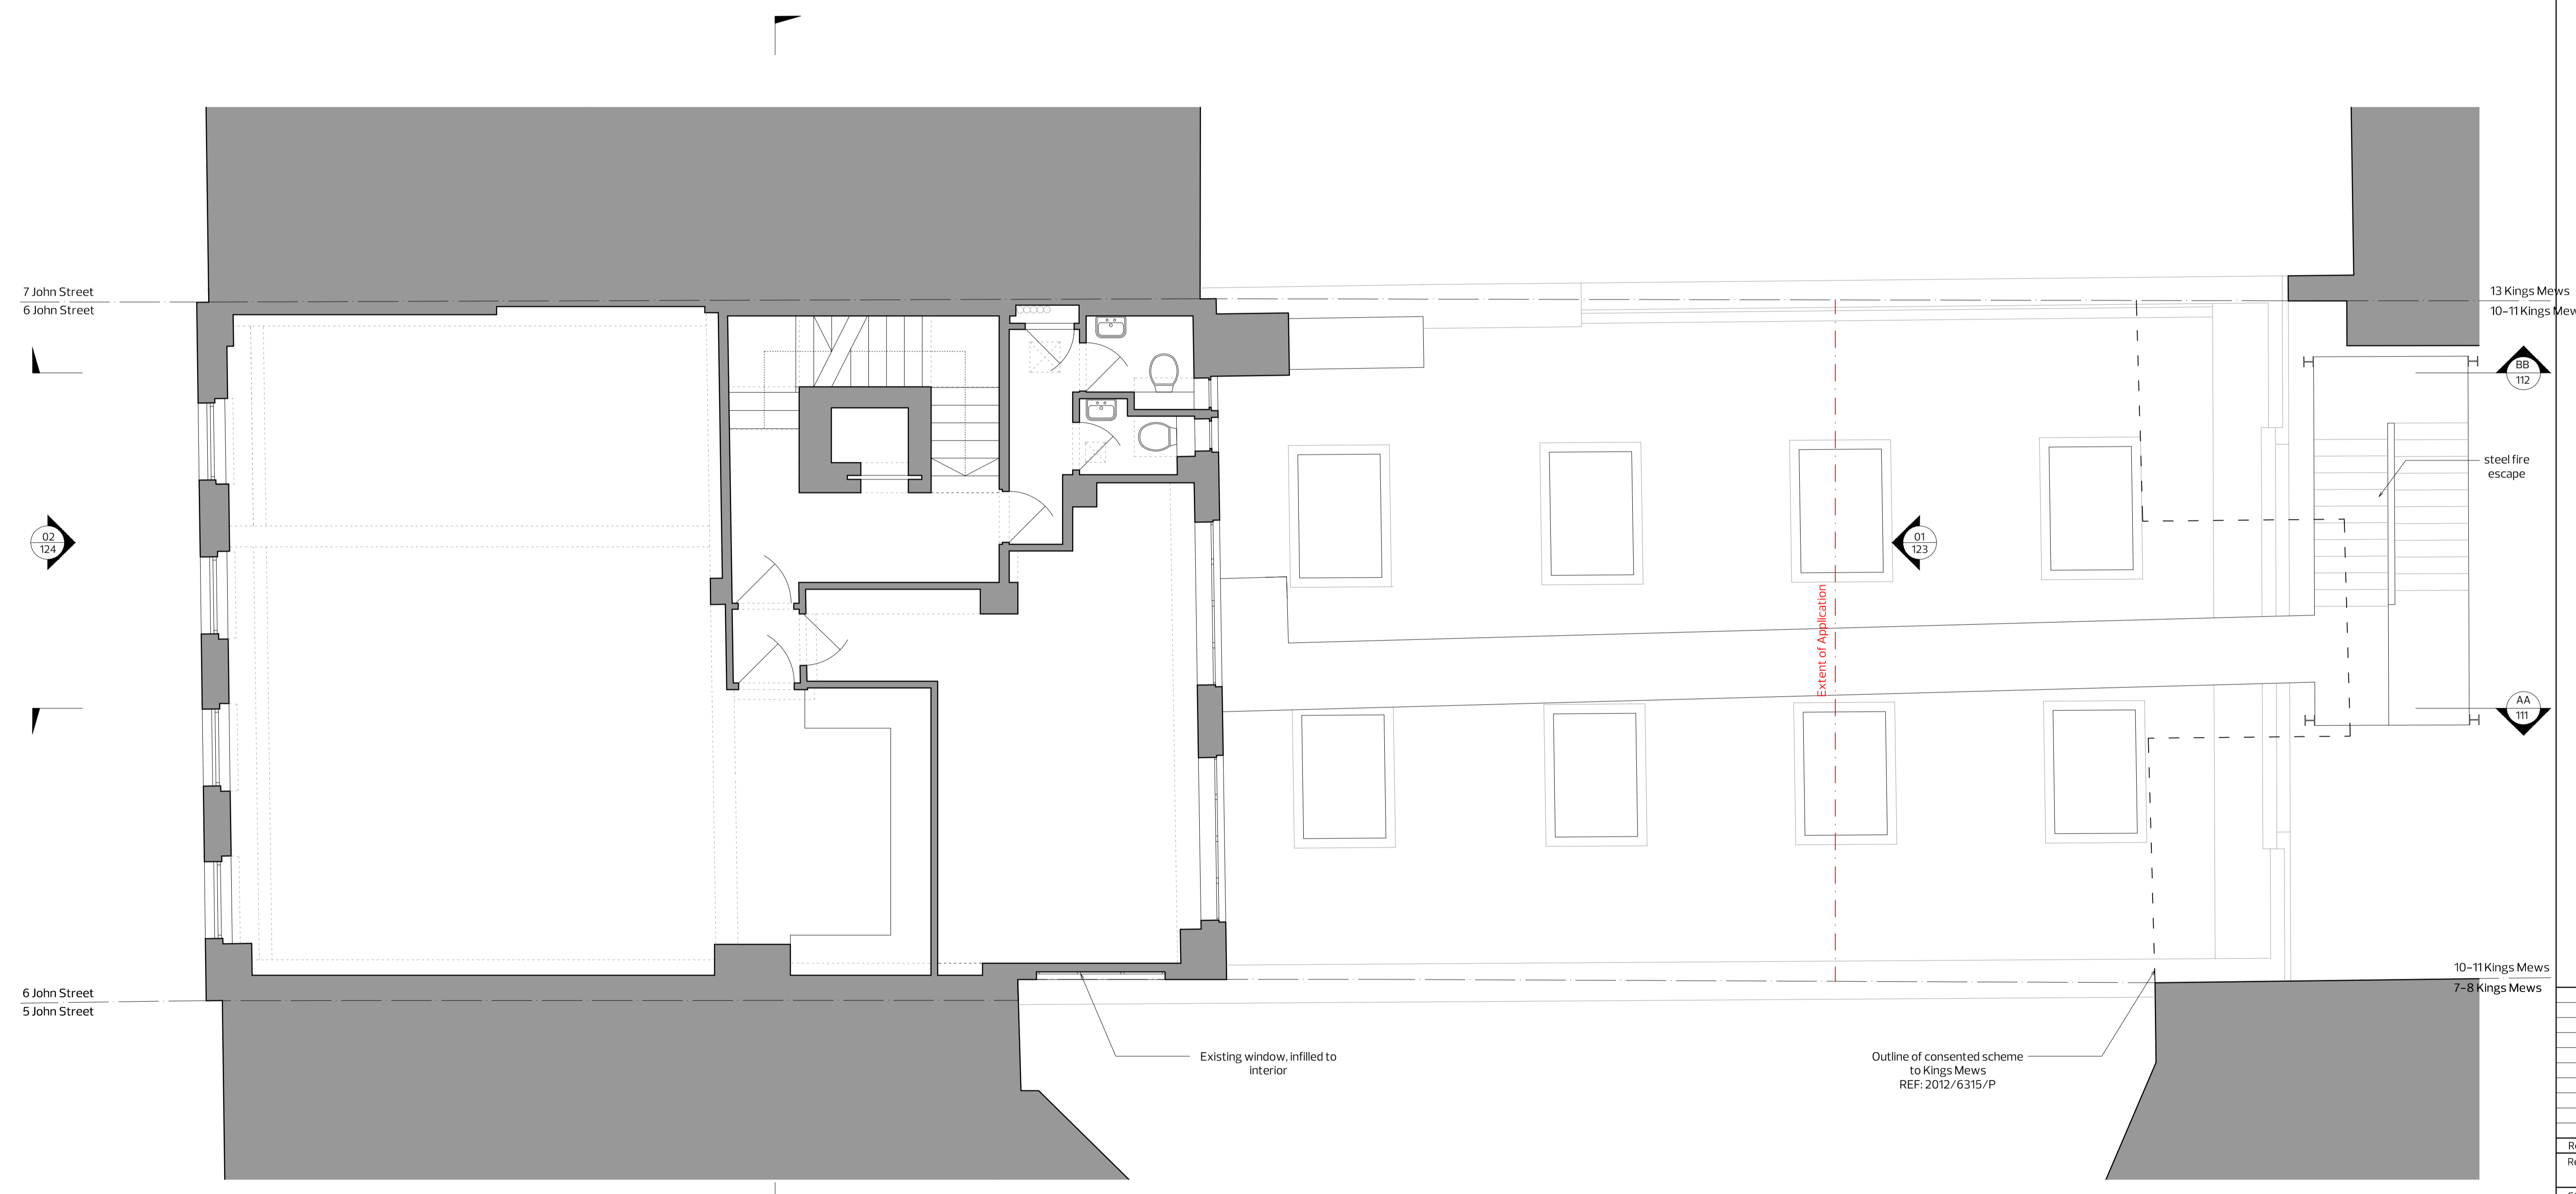 7 John Street
6 John Street
13 Kings Mews
10-11 Kings Mew
BB
112
steel fire
escape
02
124
01
123
Extent of Application
AA
111
10-11 Kings Mews
7-8 Kings Mews
6 John Street
5 John Street
Existing window, infilled to
interior
Outline of consented scheme
to Kings Mews
REF: 2012/6315/P